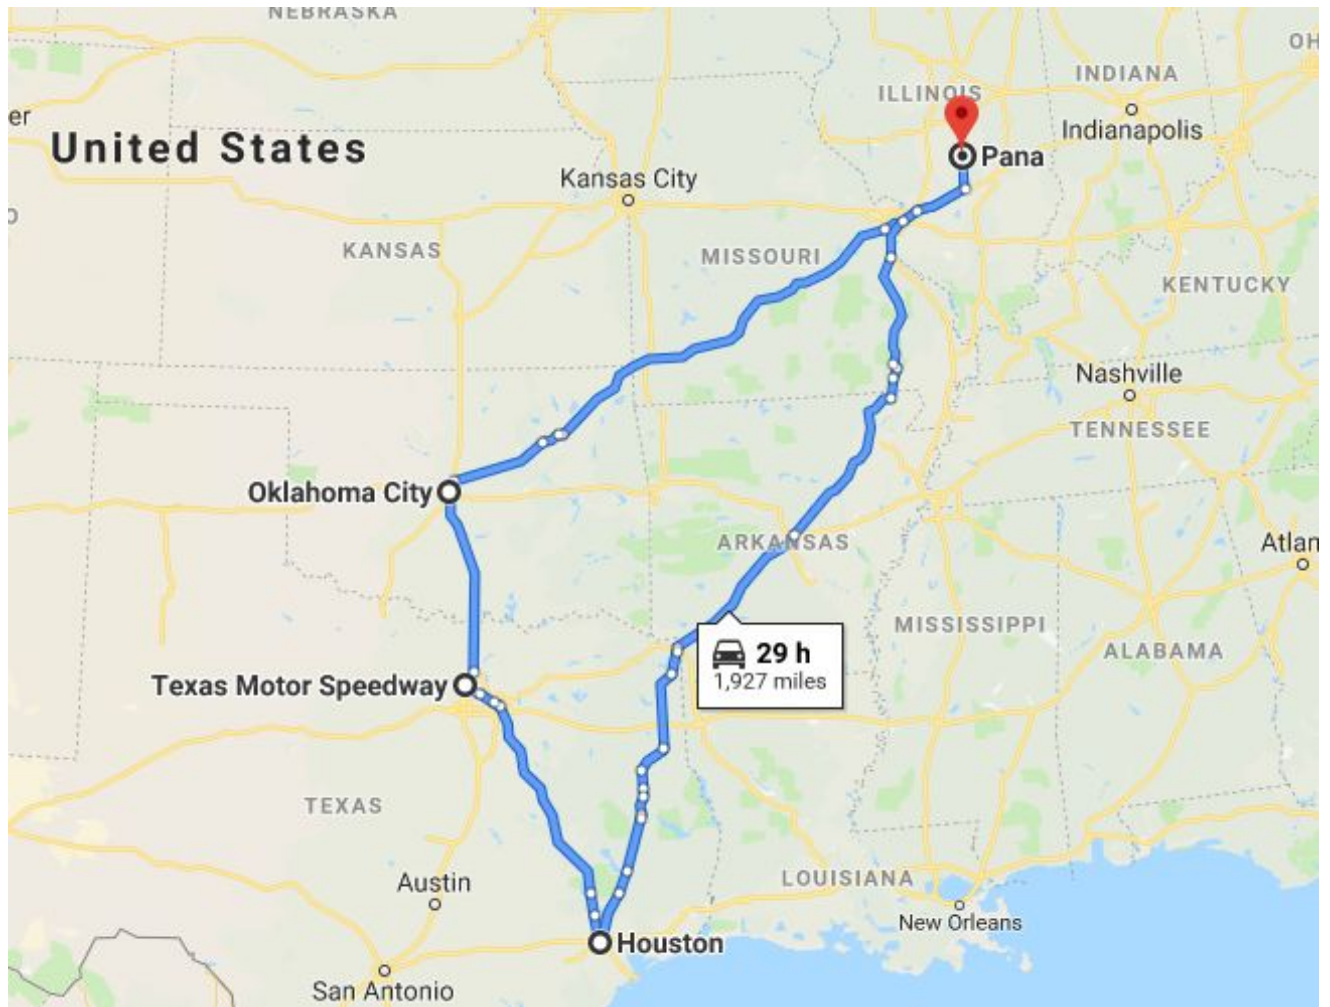 NEBRASKA
OH
INDIANA
ILLINOIS
er
Indianapolis
United States
Pana
Kansas City
KANSAS
MISSOURI
KENTUCKY
Nashville
TENNESSEE
Oklahoma City
ARKANSAS
Atlan
MISSISSIPPI
29 h
ALABAMA
1,927 miles
Texas Motor Speedway
TEXAS
LOUISIANA
Austin
New Orleans
Houston
San Antonio